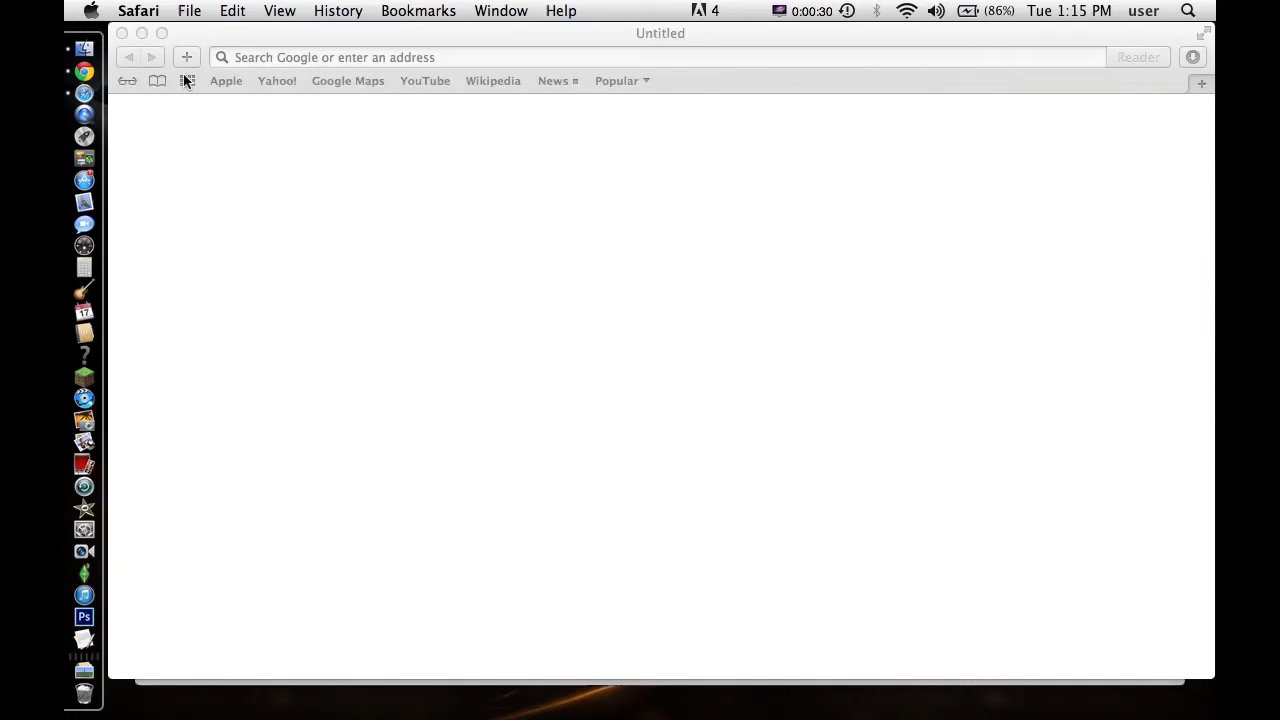 Safari File Edit View History Bookmarks Window Help 4 0:00:30 (86%) Tue 1:15 PM user
Untitled
Search Google or enter an address Reader
Apple Yahoo! Google Maps YouTube Wikipedia News Popular
17
?
Ps